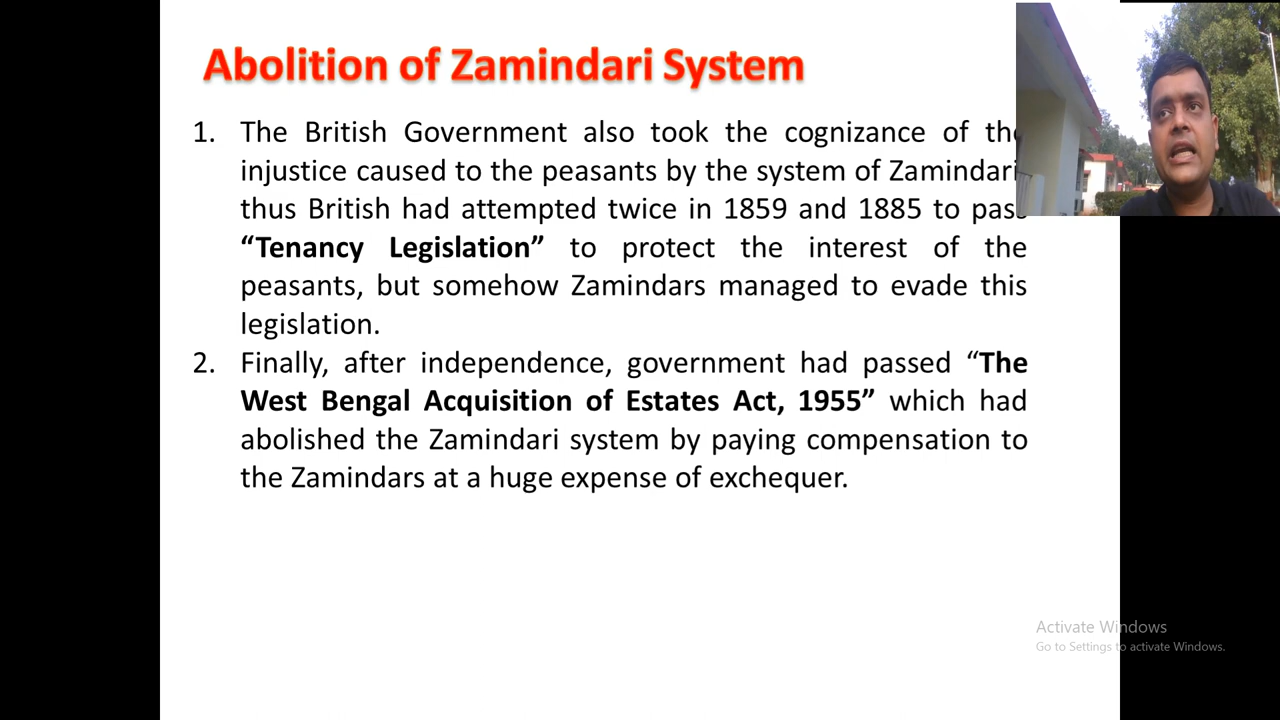 Abolition of Zamindari System
1. The British Government also took the cognizance of the
injustice caused to the peasants by the system of Zamindari
thus British had attempted twice in 1859 and 1885 to pass
“Tenancy Legislation” to protect the interest of the
peasants, but somehow Zamindars managed to evade this
legislation.
2. Finally, after independence, government had passed “The
West Bengal Acquisition of Estates Act, 1955” which had
abolished the Zamindari system by paying compensation to
the Zamindars at a huge expense of exchequer.
Activate Windows
Go to Settings to activate Windows.